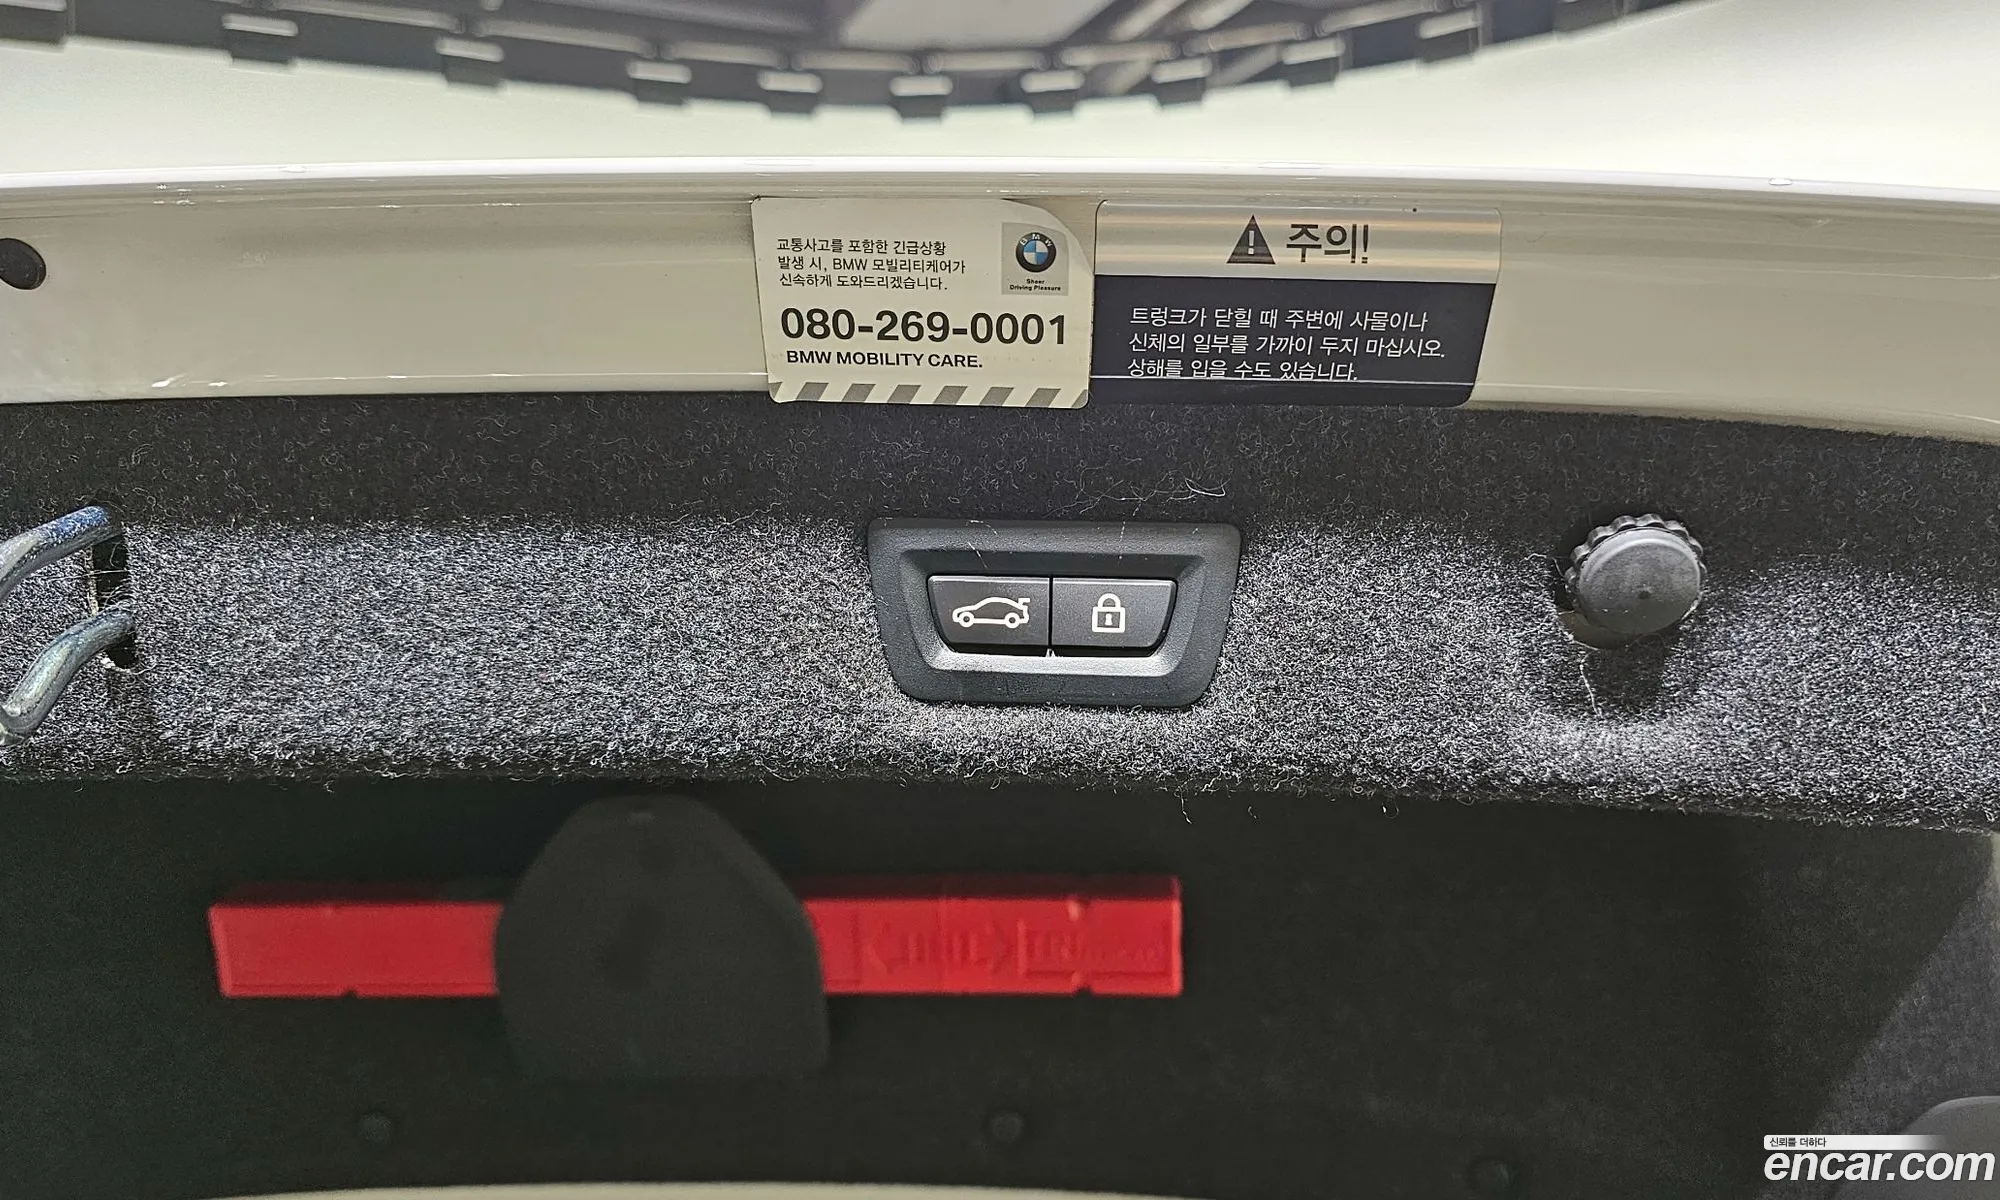 교통사고를 포함한 긴급상황
발생 시, BMW 모빌리티케어가
신속하게 도와드리겠습니다.
080-269-0001
BMW MOBILITY CARE.
BMW
Sheer
Driving Pleasure
주의!
트렁크가 닫힐 때 주변에 사물이나
신체의 일부를 가까이 두지 마십시오.
상해를 입을 수도 있습니다.
신뢰를 더하다
encar.com